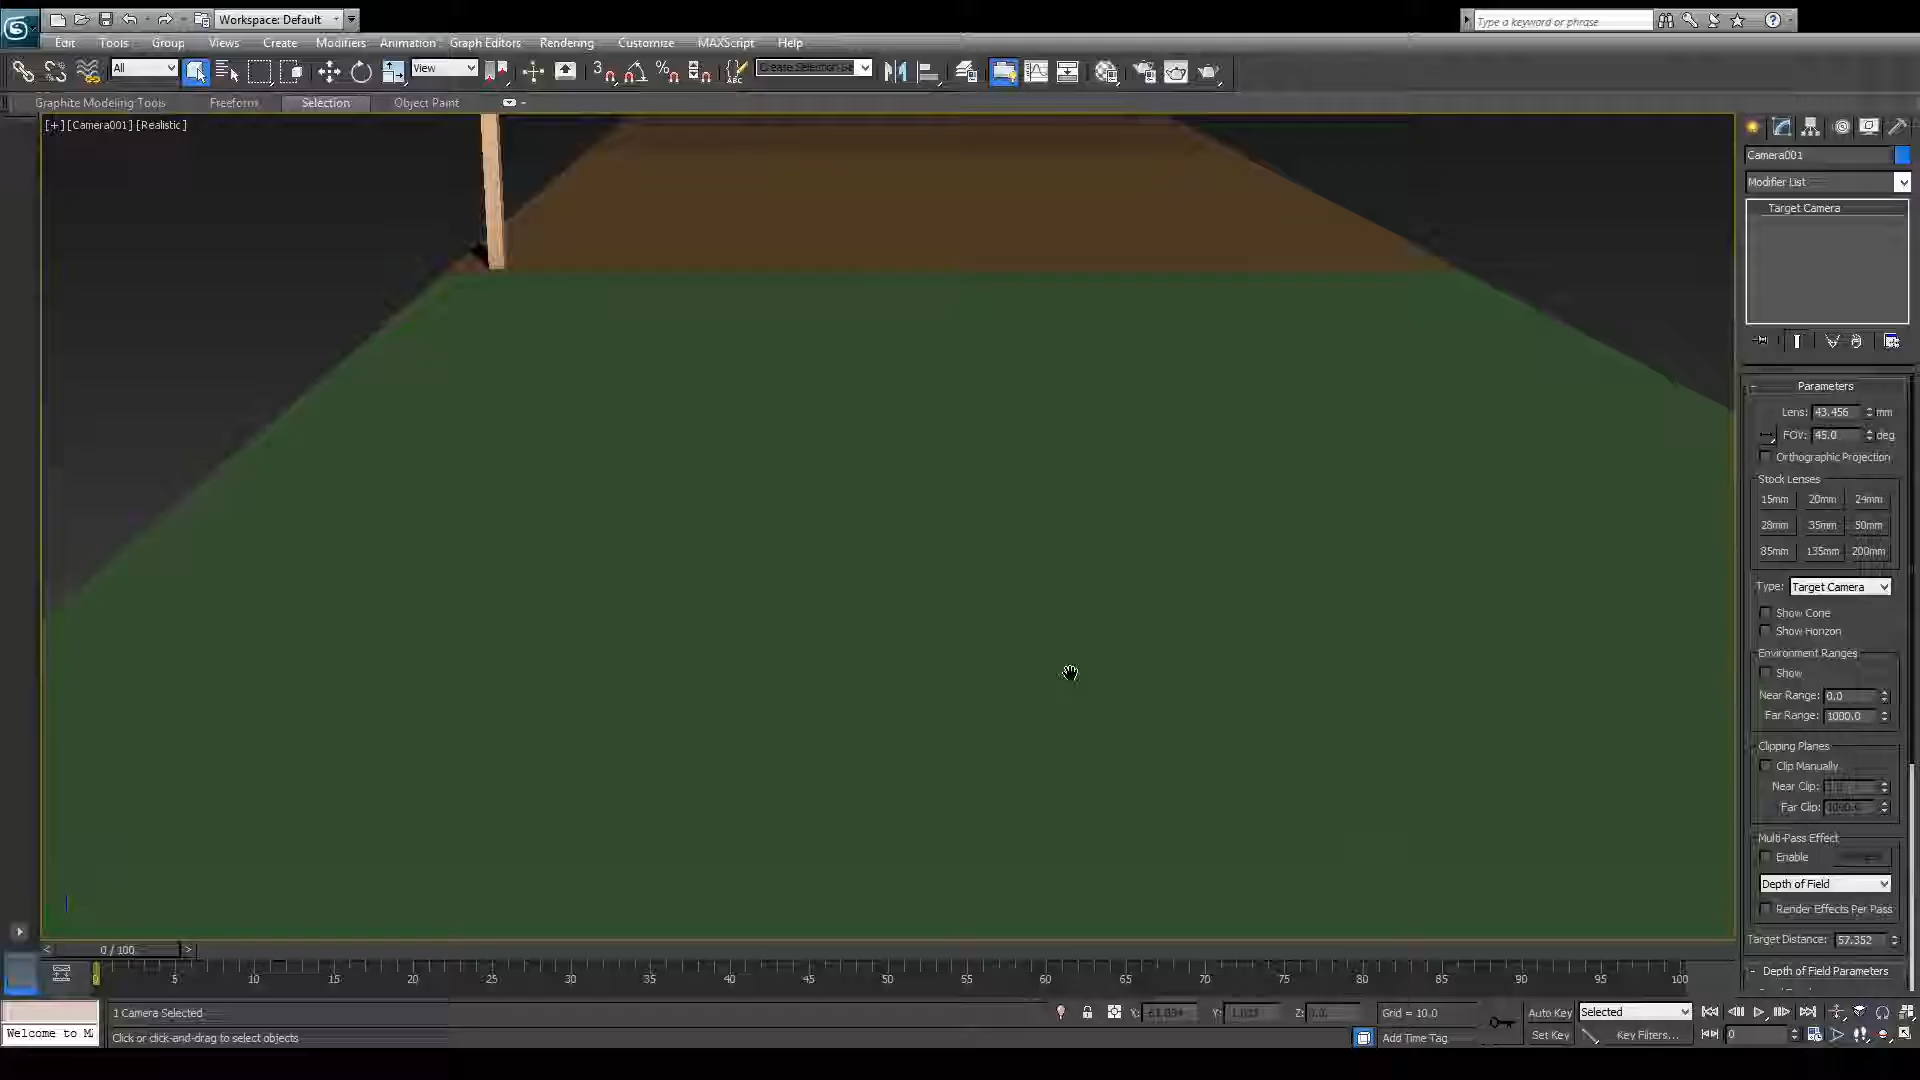 Workspace: Default
Type a keyword or phrase
Edit Tools Group Views Create Modifiers Animation Graph Editors Rendering Customize MAXScript Help
All View
Graphite Modeling Tools Freeform Selection Object Paint
[+] [Camera001] [Realistic]
Camera001
Modifier List
Target Camera
Parameters
Lens: 43.456 mm
FOV: 45.0 deg
Orthographic Projection
Stock Lenses
15mm 20mm 24mm
28mm 35mm 50mm
85mm 135mm 200mm
Type: Target Camera
Show Cone
Show Horizon
Environment Ranges
Show
Near Range: 0.0
Far Range: 1000.0
Clipping Planes
Clip Manually
Near Clip:
Far Clip:
Multi-Pass Effect
Enable
Depth of Field
Render Effects Per Pass
Target Distance: 57.352
- Depth of Field Parameters
< 0 / 100 >
0 5 10 15 20 25 30 35 40 45 50 55 60 65 70 75 80 85 90 95 100
1 Camera Selected X: Y: Z: Grid = 10.0 Auto Key Selected
Welcome to M Click or click-and-drag to select objects Add Time Tag Set Key Key Filters... 0